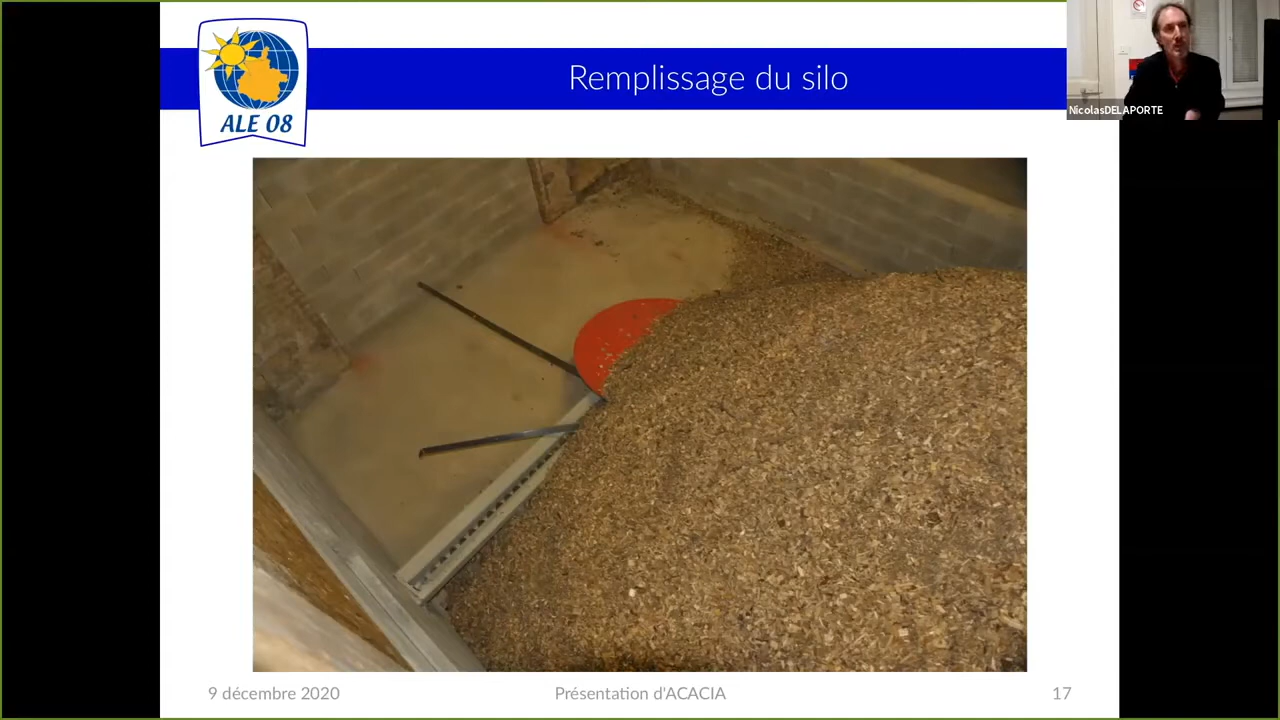 Remplissage du silo
ALE 08
NicolasDELAPORTE
9 décembre 2020
Présentation d'ACACIA
17